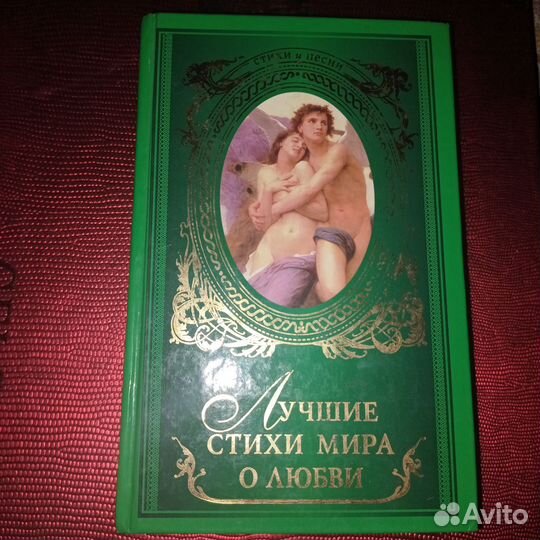 СТИХИ и ПЕСНИ
ЛУЧШИЕ
СТИХИ МИРА
О ЛЮБВИ
Avito